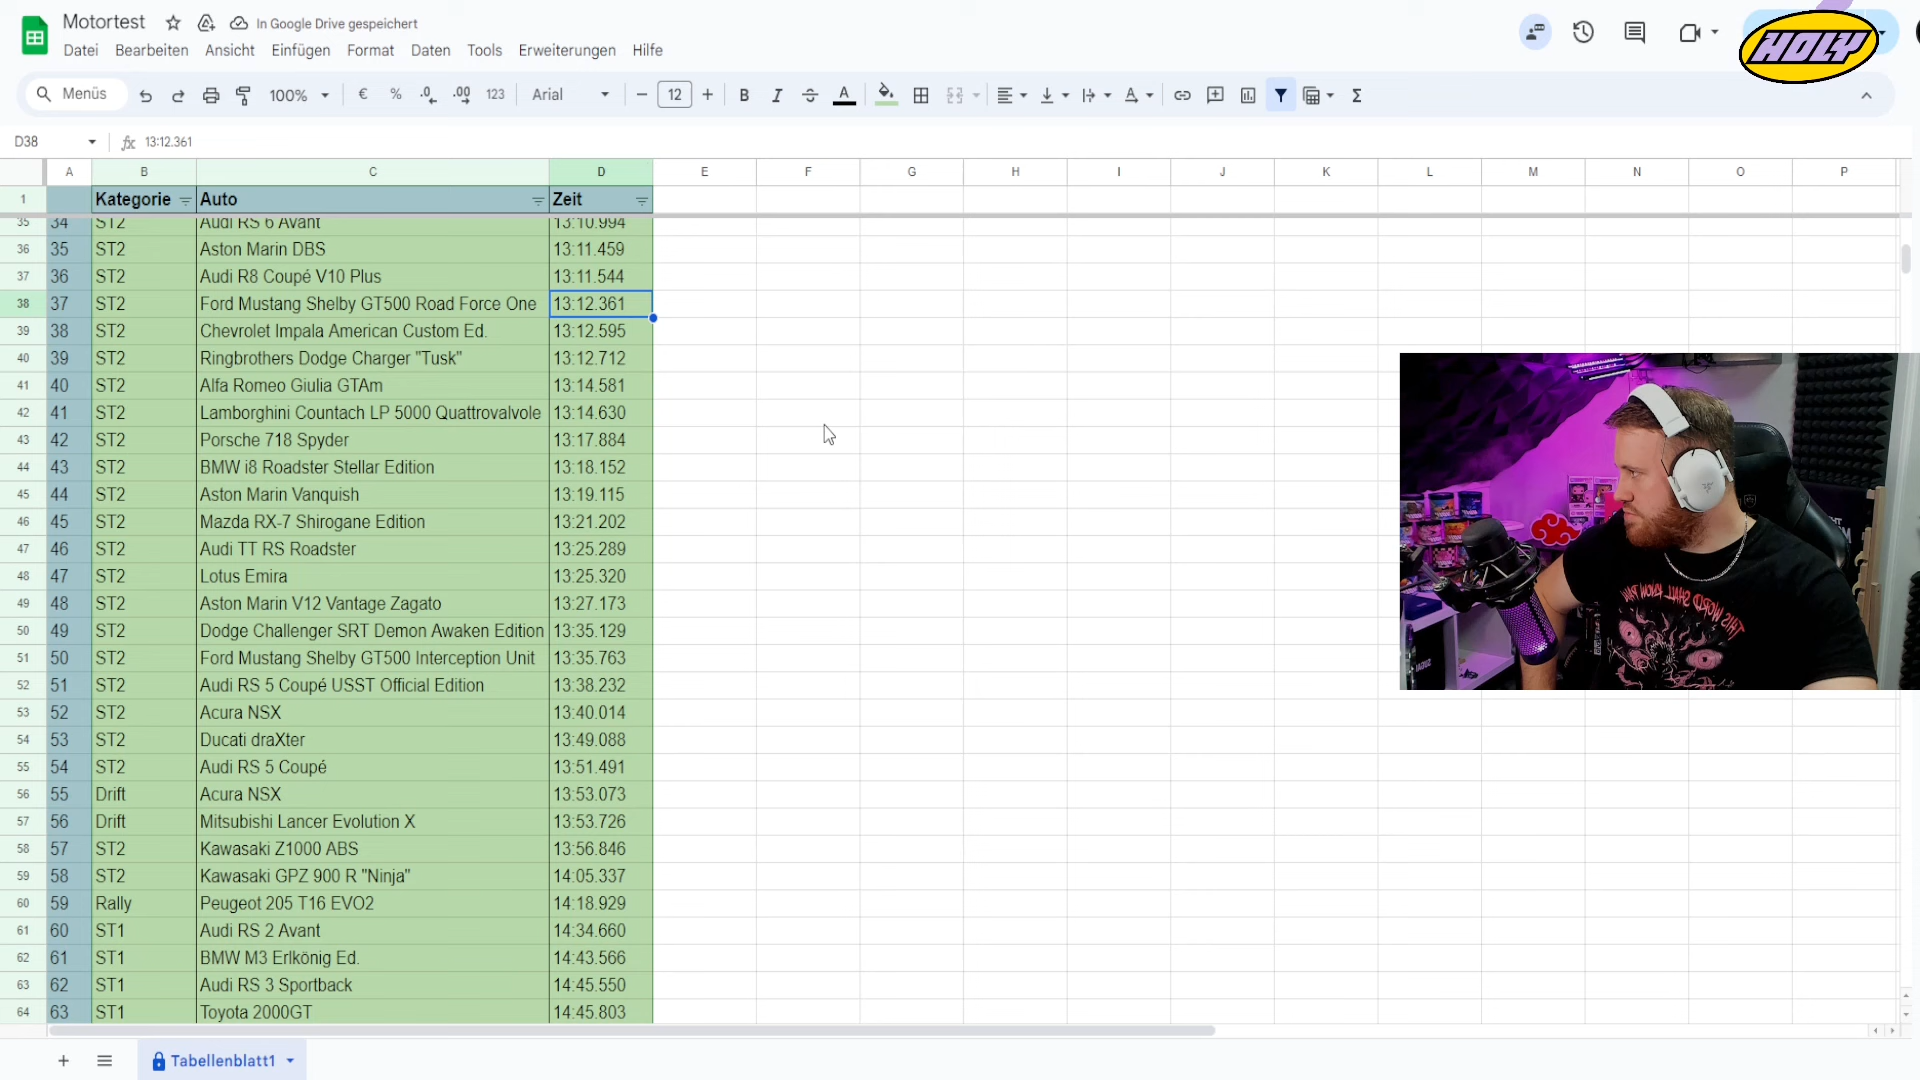 Motortest In Google Drive gespeichert
Datei Bearbeiten Ansicht Einfügen Format Daten Tools Erweiterungen Hilfe
HOLY
Menüs 100% € % .0 .00 123 Arial 12 B I A Σ
D38 fx 13:12.361
A B C D E F G H I J K L M N O P
1 Kategorie Auto Zeit
35 34 ST2 Audi RS 6 Avant 13:10.994
36 35 ST2 Aston Marin DBS 13:11.459
37 36 ST2 Audi R8 Coupé V10 Plus 13:11.544
38 37 ST2 Ford Mustang Shelby GT500 Road Force One 13:12.361
39 38 ST2 Chevrolet Impala American Custom Ed. 13:12.595
40 39 ST2 Ringbrothers Dodge Charger "Tusk" 13:12.712
41 40 ST2 Alfa Romeo Giulia GTAm 13:14.581
42 41 ST2 Lamborghini Countach LP 5000 Quattrovalvole 13:14.630
43 42 ST2 Porsche 718 Spyder 13:17.884
44 43 ST2 BMW i8 Roadster Stellar Edition 13:18.152
45 44 ST2 Aston Marin Vanquish 13:19.115
46 45 ST2 Mazda RX-7 Shirogane Edition 13:21.202
47 46 ST2 Audi TT RS Roadster 13:25.289
48 47 ST2 Lotus Emira 13:25.320
49 48 ST2 Aston Marin V12 Vantage Zagato 13:27.173
50 49 ST2 Dodge Challenger SRT Demon Awaken Edition 13:35.129
51 50 ST2 Ford Mustang Shelby GT500 Interception Unit 13:35.763
52 51 ST2 Audi RS 5 Coupé USST Official Edition 13:38.232
53 52 ST2 Acura NSX 13:40.014
54 53 ST2 Ducati draXter 13:49.088
55 54 ST2 Audi RS 5 Coupé 13:51.491
56 55 Drift Acura NSX 13:53.073
57 56 Drift Mitsubishi Lancer Evolution X 13:53.726
58 57 ST2 Kawasaki Z1000 ABS 13:56.846
59 58 ST2 Kawasaki GPZ 900 R "Ninja" 14:05.337
60 59 Rally Peugeot 205 T16 EVO2 14:18.929
61 60 ST1 Audi RS 2 Avant 14:34.660
62 61 ST1 BMW M3 Erlkönig Ed. 14:43.566
63 62 ST1 Audi RS 3 Sportback 14:45.550
64 63 ST1 Toyota 2000GT 14:45.803
THIS WORLD SHALL KNOW PAIN
Tabellenblatt1